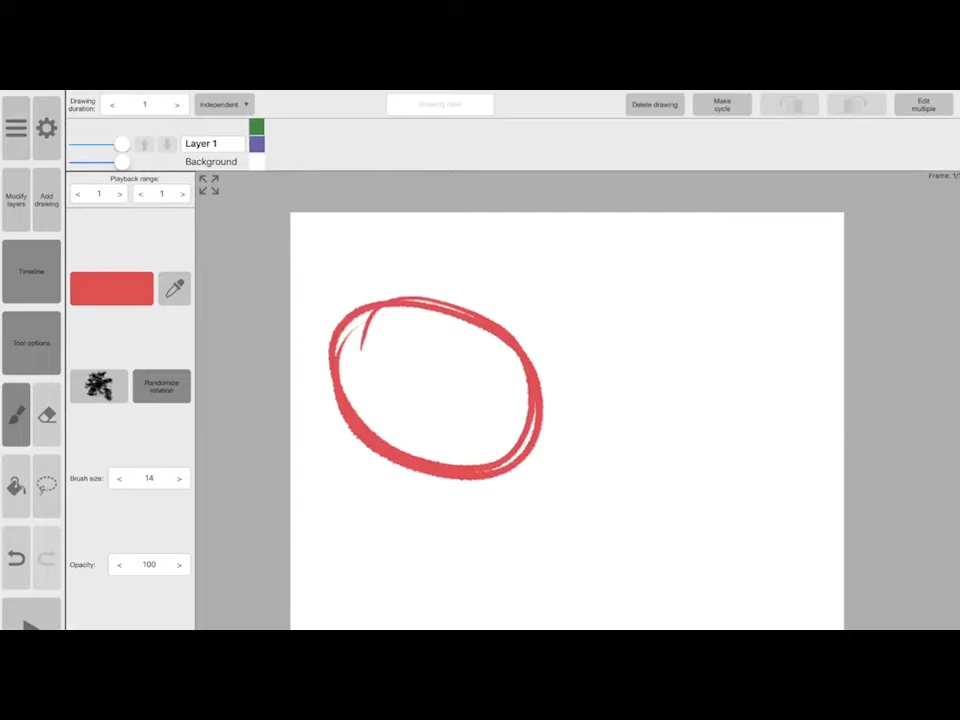 Drawing duration: < 1 > Independent ▼ Drawing label Delete drawing Make cycle Edit multiple
Layer 1
Background
Playback range:
< 1 > < 1 >
Frame: 1/1
Modify layers
Add drawing
Timeline
Tool options
Randomize rotation
Brush size: < 14 >
Opacity: < 100 >